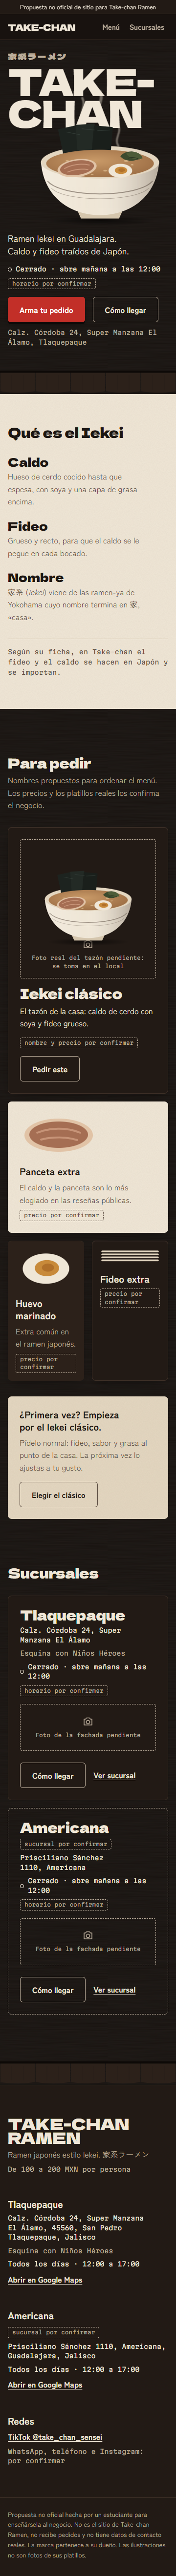 Propuesta no oficial de sitio para Take-chan Ramen
TAKE-CHAN
Menú
Sucursales
家系ラーメン
TAKE-
CHAN
Ramen Iekei en Guadalajara.
Caldo y fideo traídos de Japón.
Cerrado · abre mañana a las 12:00
horario por confirmar
Arma tu pedido
Cómo llegar
Calz. Córdoba 24, Super Manzana El
Álamo, Tlaquepaque
Qué es el Iekei
Caldo
Hueso de cerdo cocido hasta que
espesa, con soya y una capa de grasa
encima.
Fideo
Grueso y recto, para que el caldo se le
pegue en cada bocado.
Nombre
家系 (iekei) viene de las ramen-ya de
Yokohama cuyo nombre termina en 家,
«casa».
Según su ficha, en Take-chan el
fideo y el caldo se hacen en Japón y
se importan.
Para pedir
Nombres propuestos para ordenar el menú.
Los precios y los platillos reales los confirma
el negocio.
Foto real del tazón pendiente:
se toma en el local
Iekei clásico
El tazón de la casa: caldo de cerdo con
soya y fideo grueso.
nombre y precio por confirmar
Pedir este
Panceta extra
El caldo y la panceta son lo más
elogiado en las reseñas públicas.
precio por confirmar
Huevo
marinado
Extra común en
el ramen japonés.
precio por
confirmar
Fideo extra
precio por
confirmar
¿Primera vez? Empieza
por el Iekei clásico.
Pídelo normal: fideo, sabor y grasa al
punto de la casa. La próxima vez lo
ajustas a tu gusto.
Elegir el clásico
Sucursales
Tlaquepaque
Calz. Córdoba 24, Super
Manzana El Álamo
Esquina con Niños Héroes
Cerrado · abre mañana a las
12:00
horario por confirmar
Foto de la fachada pendiente
Cómo llegar
Ver sucursal
Americana
sucursal por confirmar
Prisciliano Sánchez
1110, Americana
Cerrado · abre mañana a las
12:00
horario por confirmar
Foto de la fachada pendiente
Cómo llegar
Ver sucursal
TAKE-CHAN
RAMEN
Ramen japonés estilo Iekei. 家系ラーメン
De 100 a 200 MXN por persona
Tlaquepaque
Calz. Córdoba 24, Super Manzana
El Álamo, 45560, San Pedro
Tlaquepaque, Jalisco
Esquina con Niños Héroes
Todos los días · 12:00 a 17:00
Abrir en Google Maps
Americana
sucursal por confirmar
Prisciliano Sánchez 1110, Americana,
Guadalajara, Jalisco
Todos los días · 12:00 a 17:00
Abrir en Google Maps
Redes
TikTok @take_chan_sensei
WhatsApp, teléfono e Instagram:
por confirmar
Propuesta no oficial hecha por un estudiante para
enseñársela al negocio. No es el sitio de Take-chan
Ramen, no recibe pedidos y no tiene datos de contacto
reales. La marca pertenece a su dueño. Las ilustraciones
no son fotos de sus platillos.